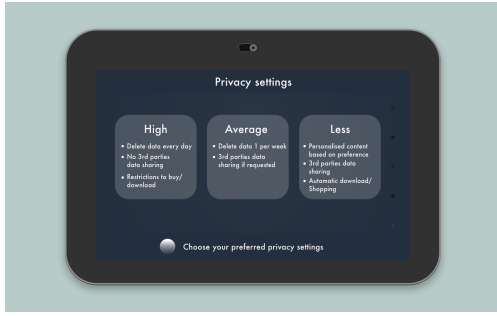 Privacy settings
High
• Delete data every day
• No 3rd parties
data sharing
• Restrictions to buy/
download
Average
• Delete data 1 per week
• 3rd parties data
sharing if requested
Less
• Personalised content
based on preference
• 3rd parties data
sharing
• Automatic download/
Shopping
Choose your preferred privacy settings